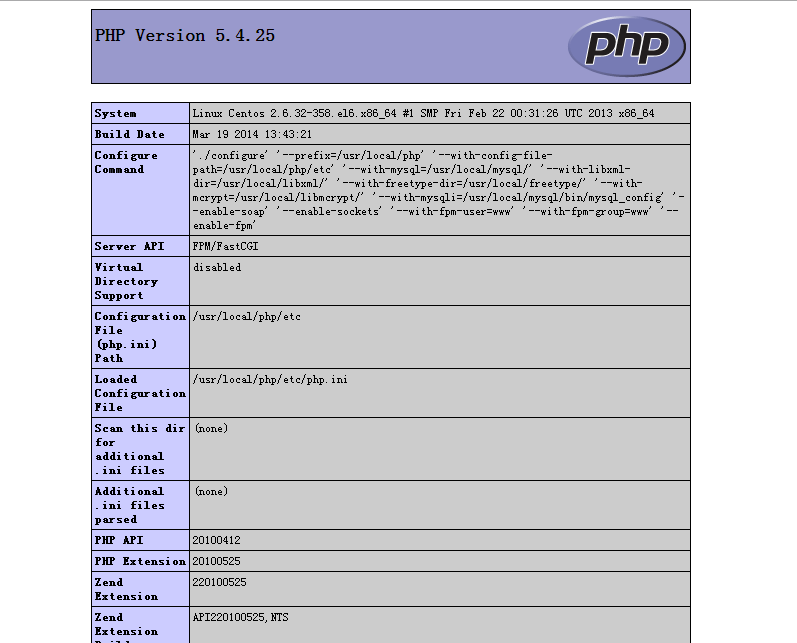 PHP Version 5.4.25
php
System Linux Centos 2.6.32-358.el6.x86_64 #1 SMP Fri Feb 22 00:31:26 UTC 2013 x86_64
Build Date Mar 19 2014 13:43:21
Configure Command './configure' '--prefix=/usr/local/php' '--with-config-file-
path=/usr/local/php/etc' '--with-mysql=/usr/local/mysql/' '--with-libxml-
dir=/usr/local/libxml/' '--with-freetype-dir=/usr/local/freetype/' '--with-
mcrypt=/usr/local/libmcrypt/' '--with-mysqli=/usr/local/mysql/bin/mysql_config' '-
-enable-soap' '--enable-sockets' '--with-fpm-user=www' '--with-fpm-group=www' '--
enable-fpm'
Server API FPM/FastCGI
Virtual
Directory
Support
disabled
Configuration
File
(php.ini)
Path
/usr/local/php/etc
Loaded
Configuration
File
/usr/local/php/etc/php.ini
Scan this dir
for
additional
.ini files
(none)
Additional
.ini files
parsed
(none)
PHP API 20100412
PHP Extension 20100525
Zend
Extension
220100525
Zend
Extension
API220100525,NTS